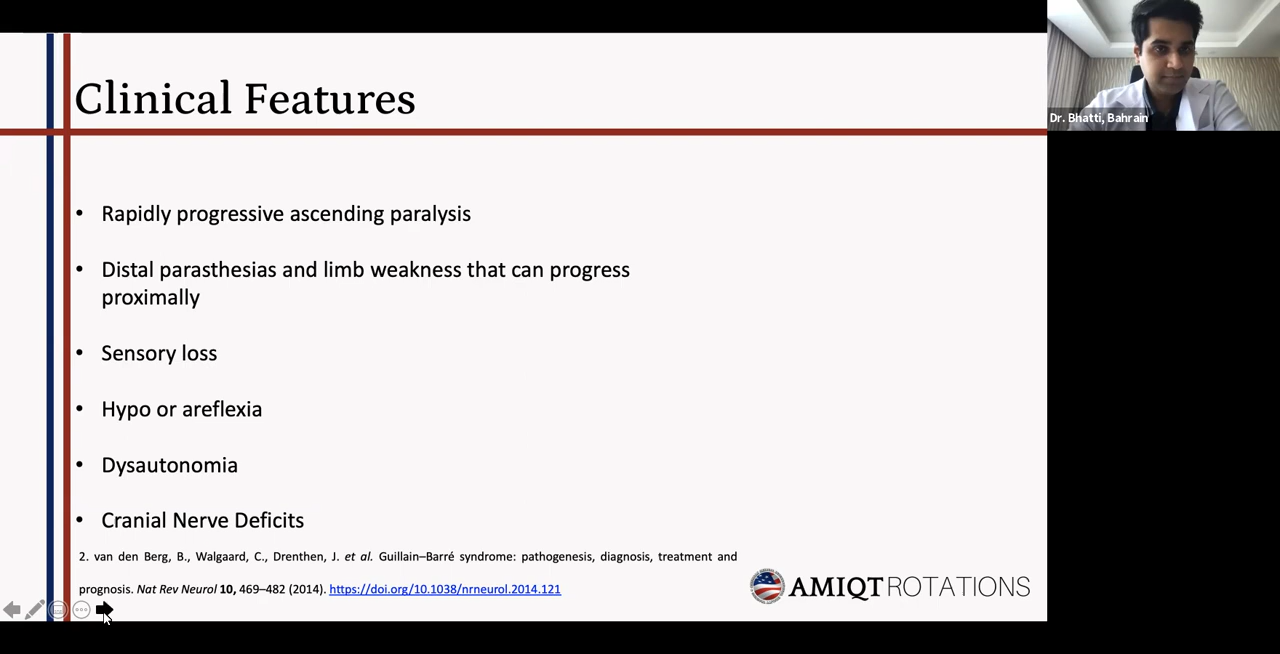 Clinical Features
• Rapidly progressive ascending paralysis
• Distal parasthesias and limb weakness that can progress
proximally
• Sensory loss
• Hypo or areflexia
• Dysautonomia
• Cranial Nerve Deficits
2. van den Berg, B., Walgaard, C., Drenthen, J. et al. Guillain–Barré syndrome: pathogenesis, diagnosis, treatment and
prognosis. Nat Rev Neurol 10, 469–482 (2014). https://doi.org/10.1038/nrneurol.2014.121
AMIQT ROTATIONS
Dr. Bhatti, Bahrain